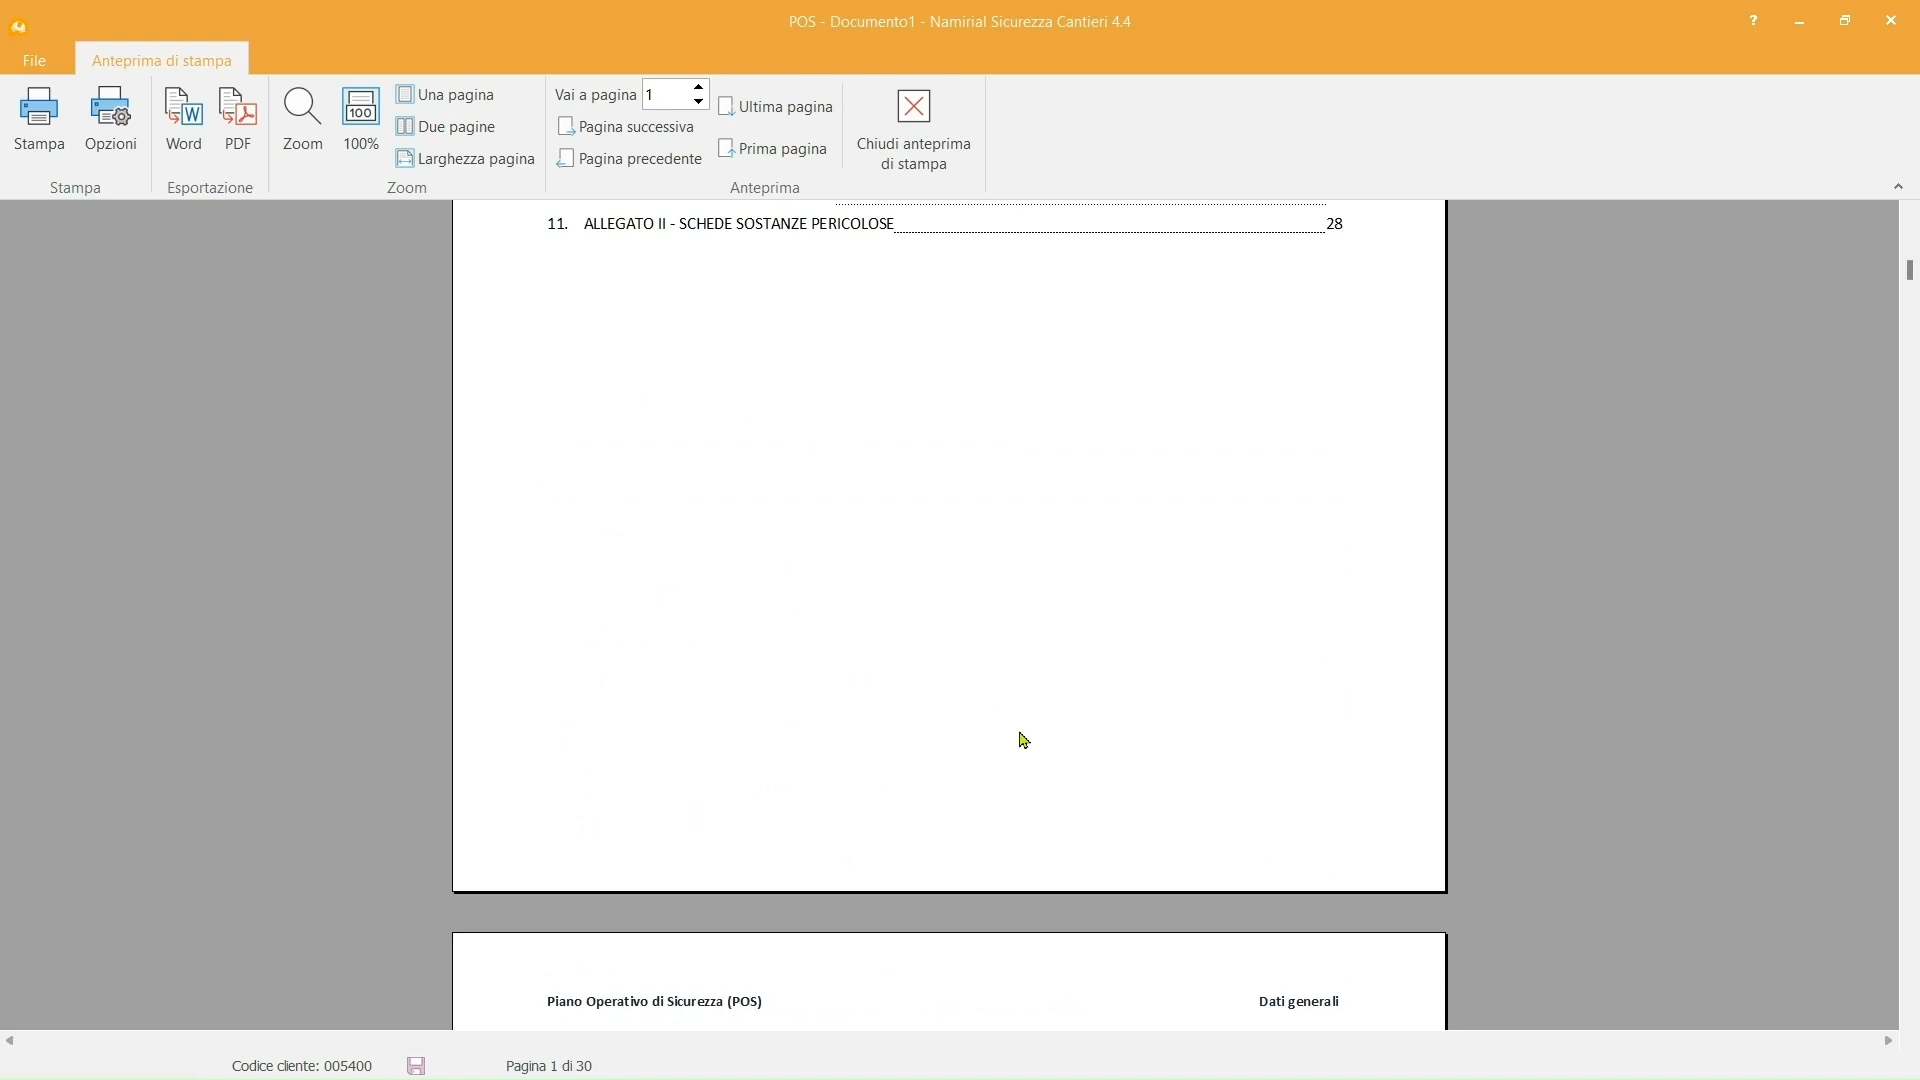 POS - Documento1 - Namirial Sicurezza Cantieri 4.4
?
File
Anteprima di stampa
Stampa
Opzioni
Word
PDF
Zoom
100
100%
Una pagina
Due pagine
Larghezza pagina
Vai a pagina 1
Pagina successiva
Pagina precedente
Ultima pagina
Prima pagina
Chiudi anteprima
di stampa
Stampa
Esportazione
Zoom
Anteprima
11. ALLEGATO II - SCHEDE SOSTANZE PERICOLOSE 28
Piano Operativo di Sicurezza (POS)
Dati generali
Codice cliente: 005400
Pagina 1 di 30